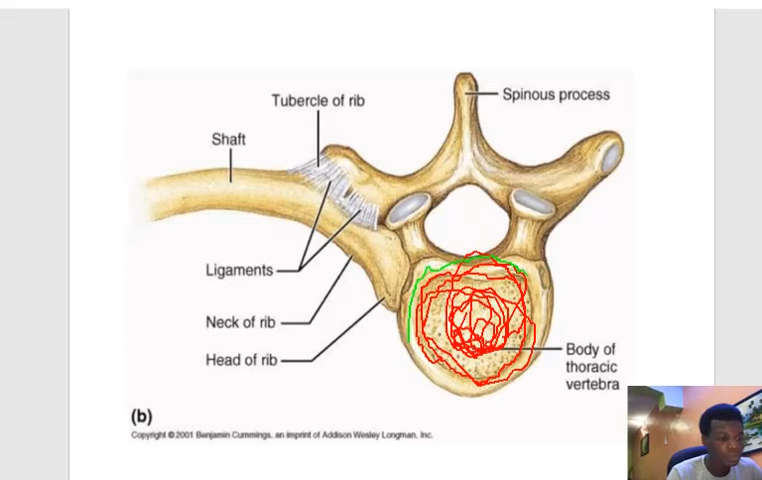 Tubercle of rib
Spinous process
Shaft
Ligaments
Neck of rib
Head of rib
Body of
thoracic
vertebra
(b)
Copyright © 2001 Benjamin Cummings, an imprint of Addison Wesley Longman, Inc.